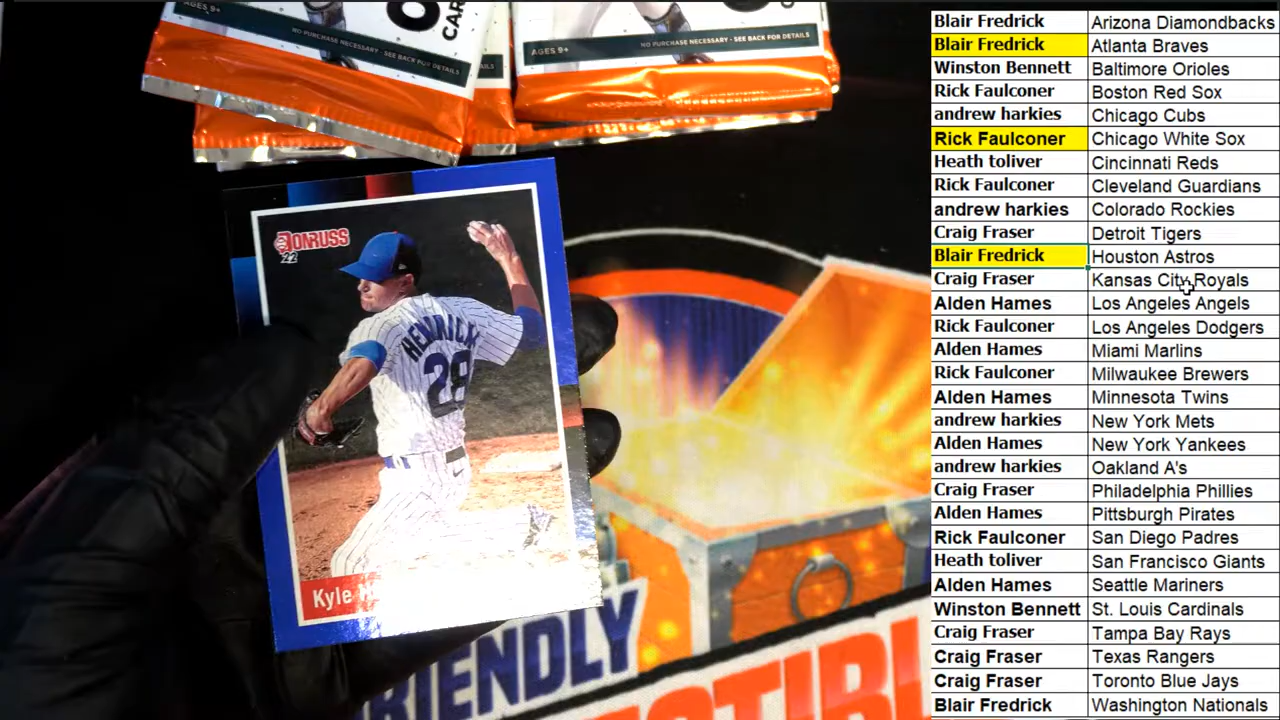 CAR
NO PURCHASE NECESSARY - SEE BACK FOR DETAILS
AGES 9+
NO PURCHASE NECESSARY - SEE BACK FOR DETAILS
DONRUSS
22
28
Kyle
RIENDLY
Blair Fredrick Arizona Diamondbacks
Blair Fredrick Atlanta Braves
Winston Bennett Baltimore Orioles
Rick Faulconer Boston Red Sox
andrew harkies Chicago Cubs
Rick Faulconer Chicago White Sox
Heath toliver Cincinnati Reds
Rick Faulconer Cleveland Guardians
andrew harkies Colorado Rockies
Craig Fraser Detroit Tigers
Blair Fredrick Houston Astros
Craig Fraser Kansas City Royals
Alden Hames Los Angeles Angels
Rick Faulconer Los Angeles Dodgers
Alden Hames Miami Marlins
Rick Faulconer Milwaukee Brewers
Alden Hames Minnesota Twins
andrew harkies New York Mets
Alden Hames New York Yankees
andrew harkies Oakland A's
Craig Fraser Philadelphia Phillies
Alden Hames Pittsburgh Pirates
Rick Faulconer San Diego Padres
Heath toliver San Francisco Giants
Alden Hames Seattle Mariners
Winston Bennett St. Louis Cardinals
Craig Fraser Tampa Bay Rays
Craig Fraser Texas Rangers
Craig Fraser Toronto Blue Jays
Blair Fredrick Washington Nationals